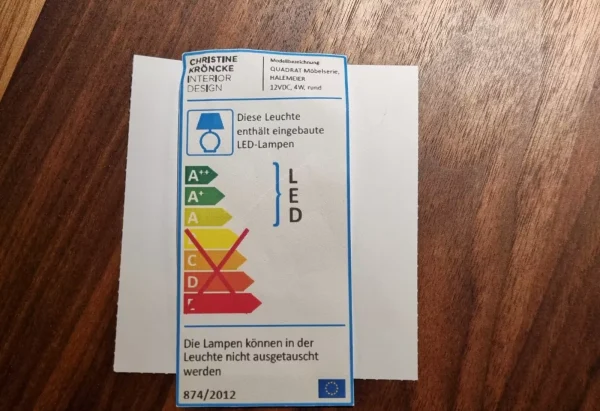 CHRISTINE
KRÖNCKE
INTERIOR
DESIGN
Modellbezeichnung
QUADRAT Möbelserie,
HALEMEIER
12VDC, 4W, rund
Diese Leuchte
enthält eingebaute
LED-Lampen
A++
A+
A
C
D
L
E
D
Die Lampen können in der
Leuchte nicht ausgetauscht
werden
874/2012